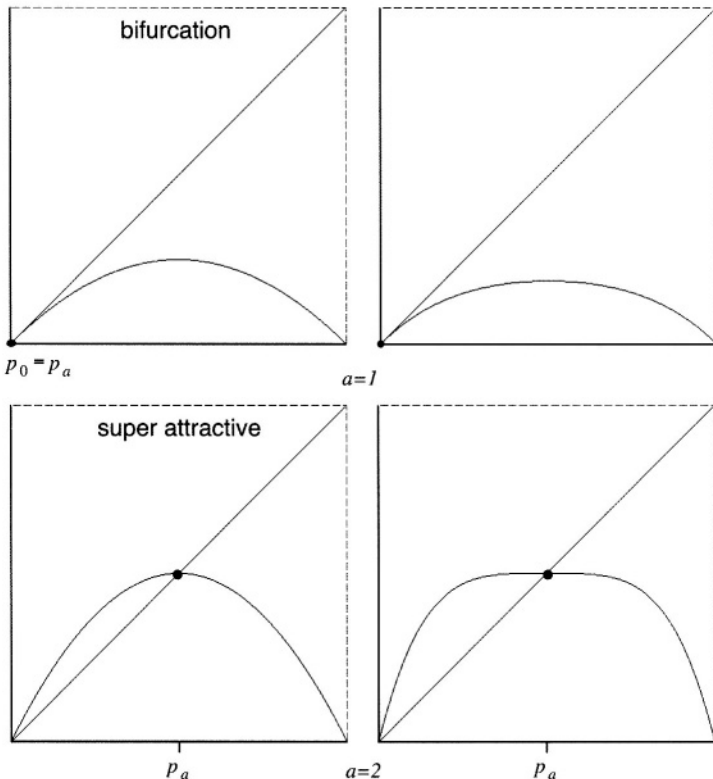 bifurcation
p₀ = pₐ
a=1
super attractive
pₐ
a=2
pₐ